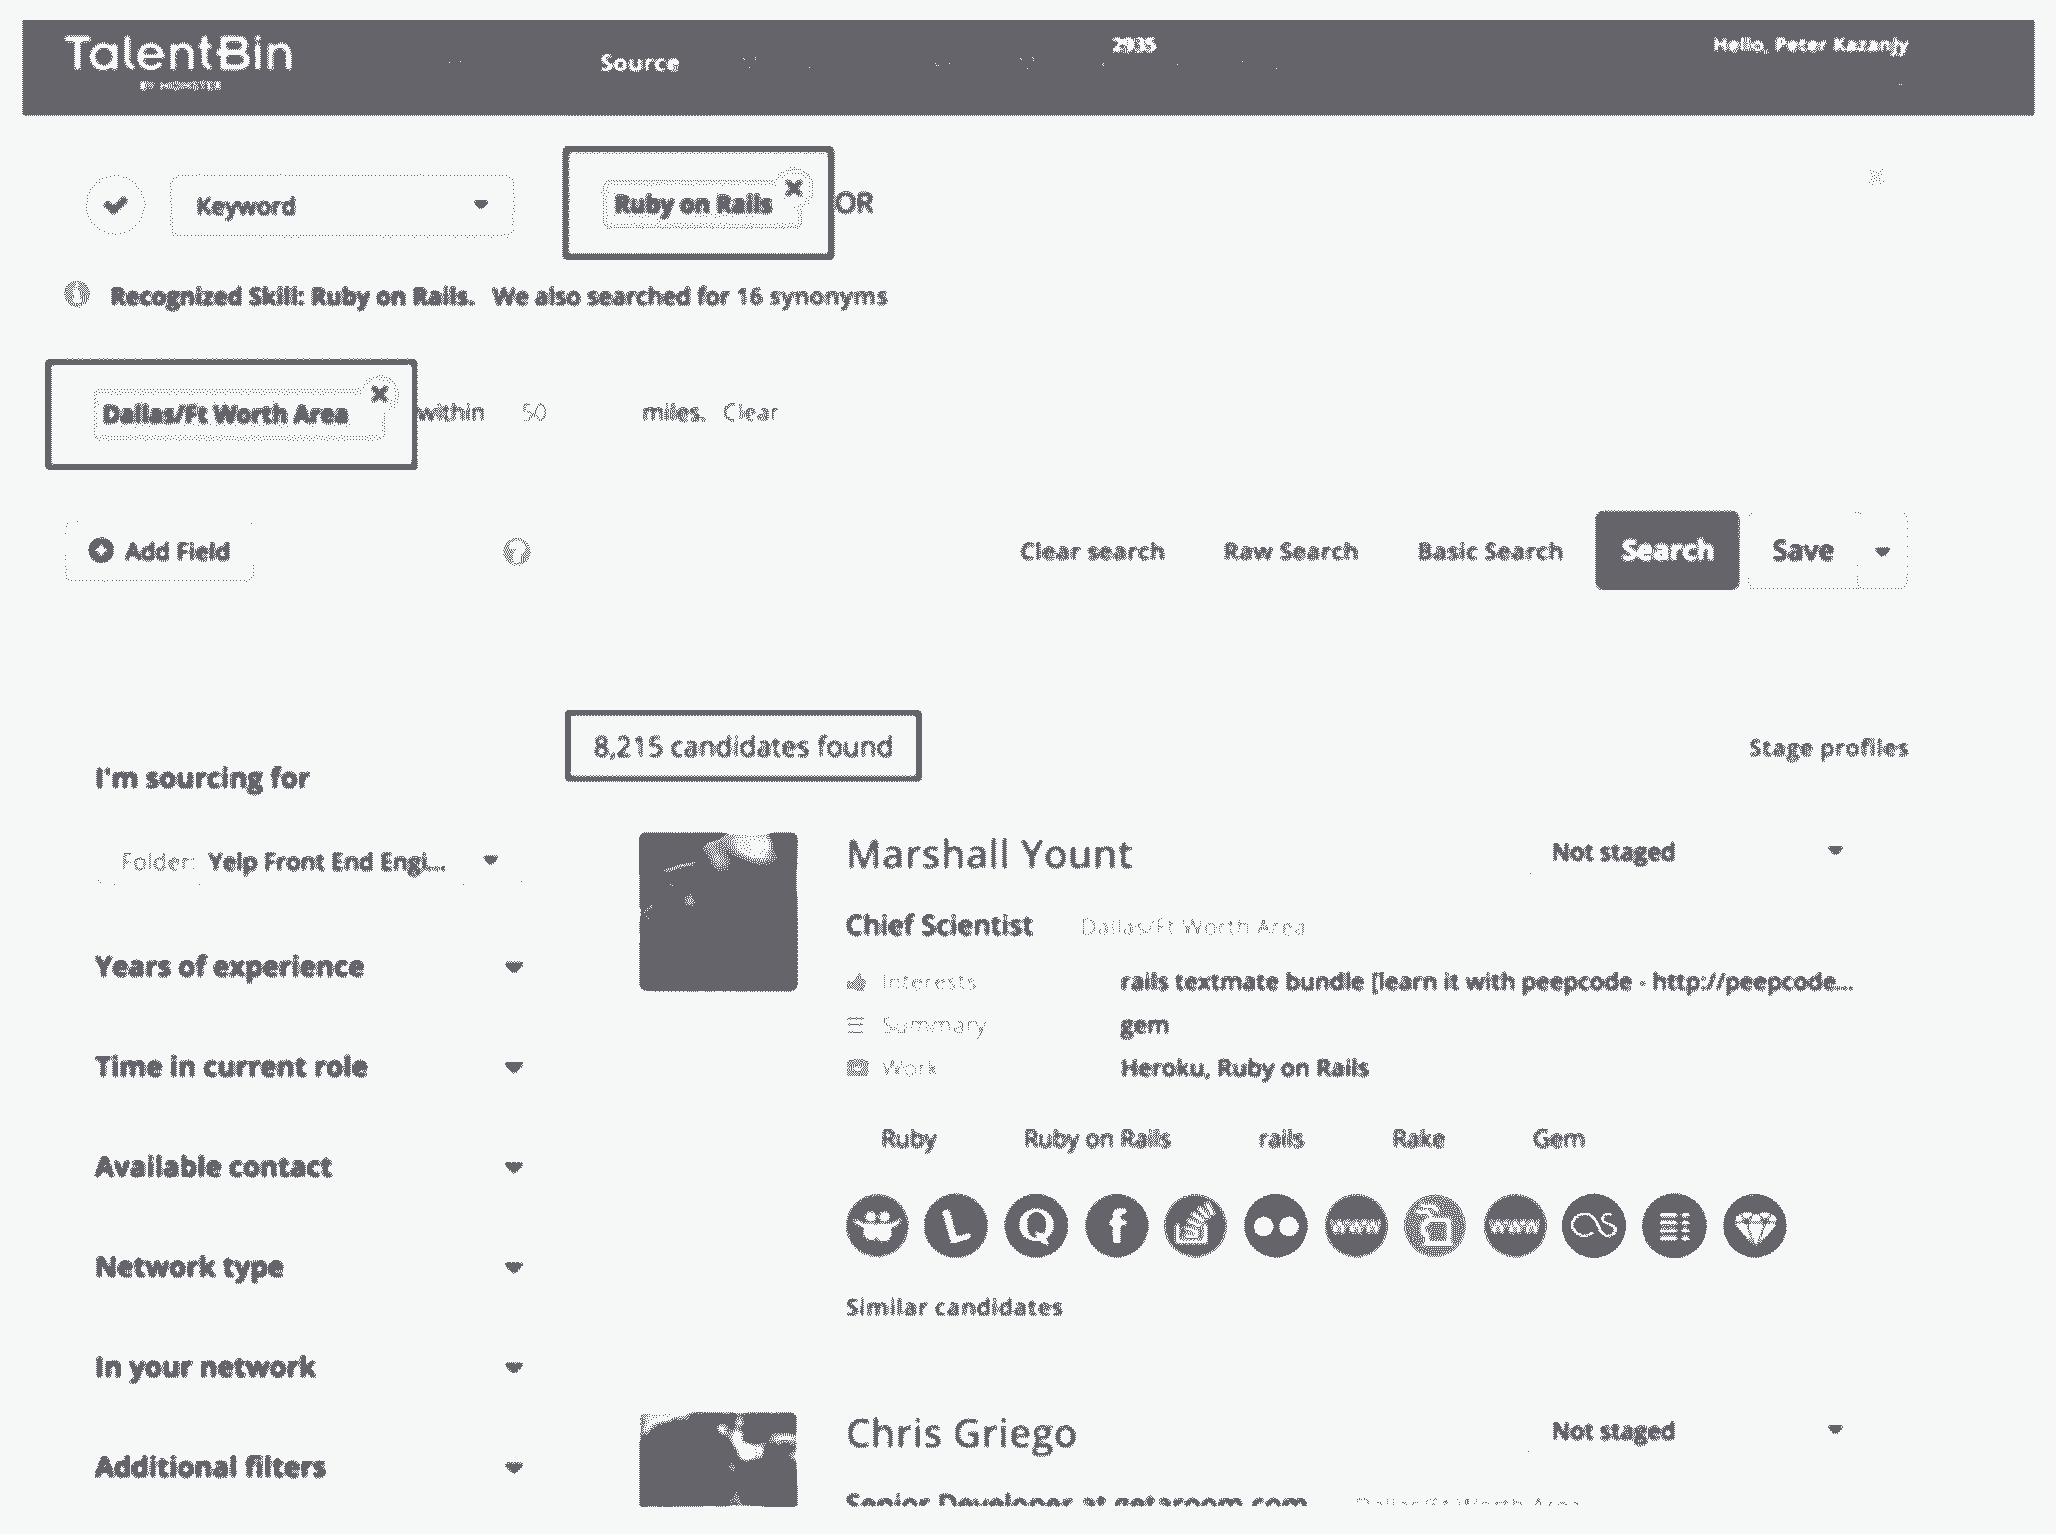 TalentBin
BY MONSTER
Source
2935
Hello, Peter Kazanjy
Keyword
Ruby on Rails
OR
Recognized Skill: Ruby on Rails. We also searched for 16 synonyms
Dallas/Ft Worth Area within 50 miles. Clear
Add Field
Clear search
Raw Search
Basic Search
Search
Save
8,215 candidates found
Stage profiles
I'm sourcing for
Folder: Yelp Front End Engi...
Years of experience
Time in current role
Available contact
Network type
In your network
Additional filters
Marshall Yount
Not staged
Chief Scientist Dallas/Ft Worth Area
Interests rails textmate bundle [learn it with peepcode - http://peepcode...
Summary gem
Work Heroku, Ruby on Rails
Ruby Ruby on Rails rails Rake Gem
www
www
Similar candidates
Chris Griego
Not staged
Senior Developer at getaroom.com Dallas/Ft Worth Area